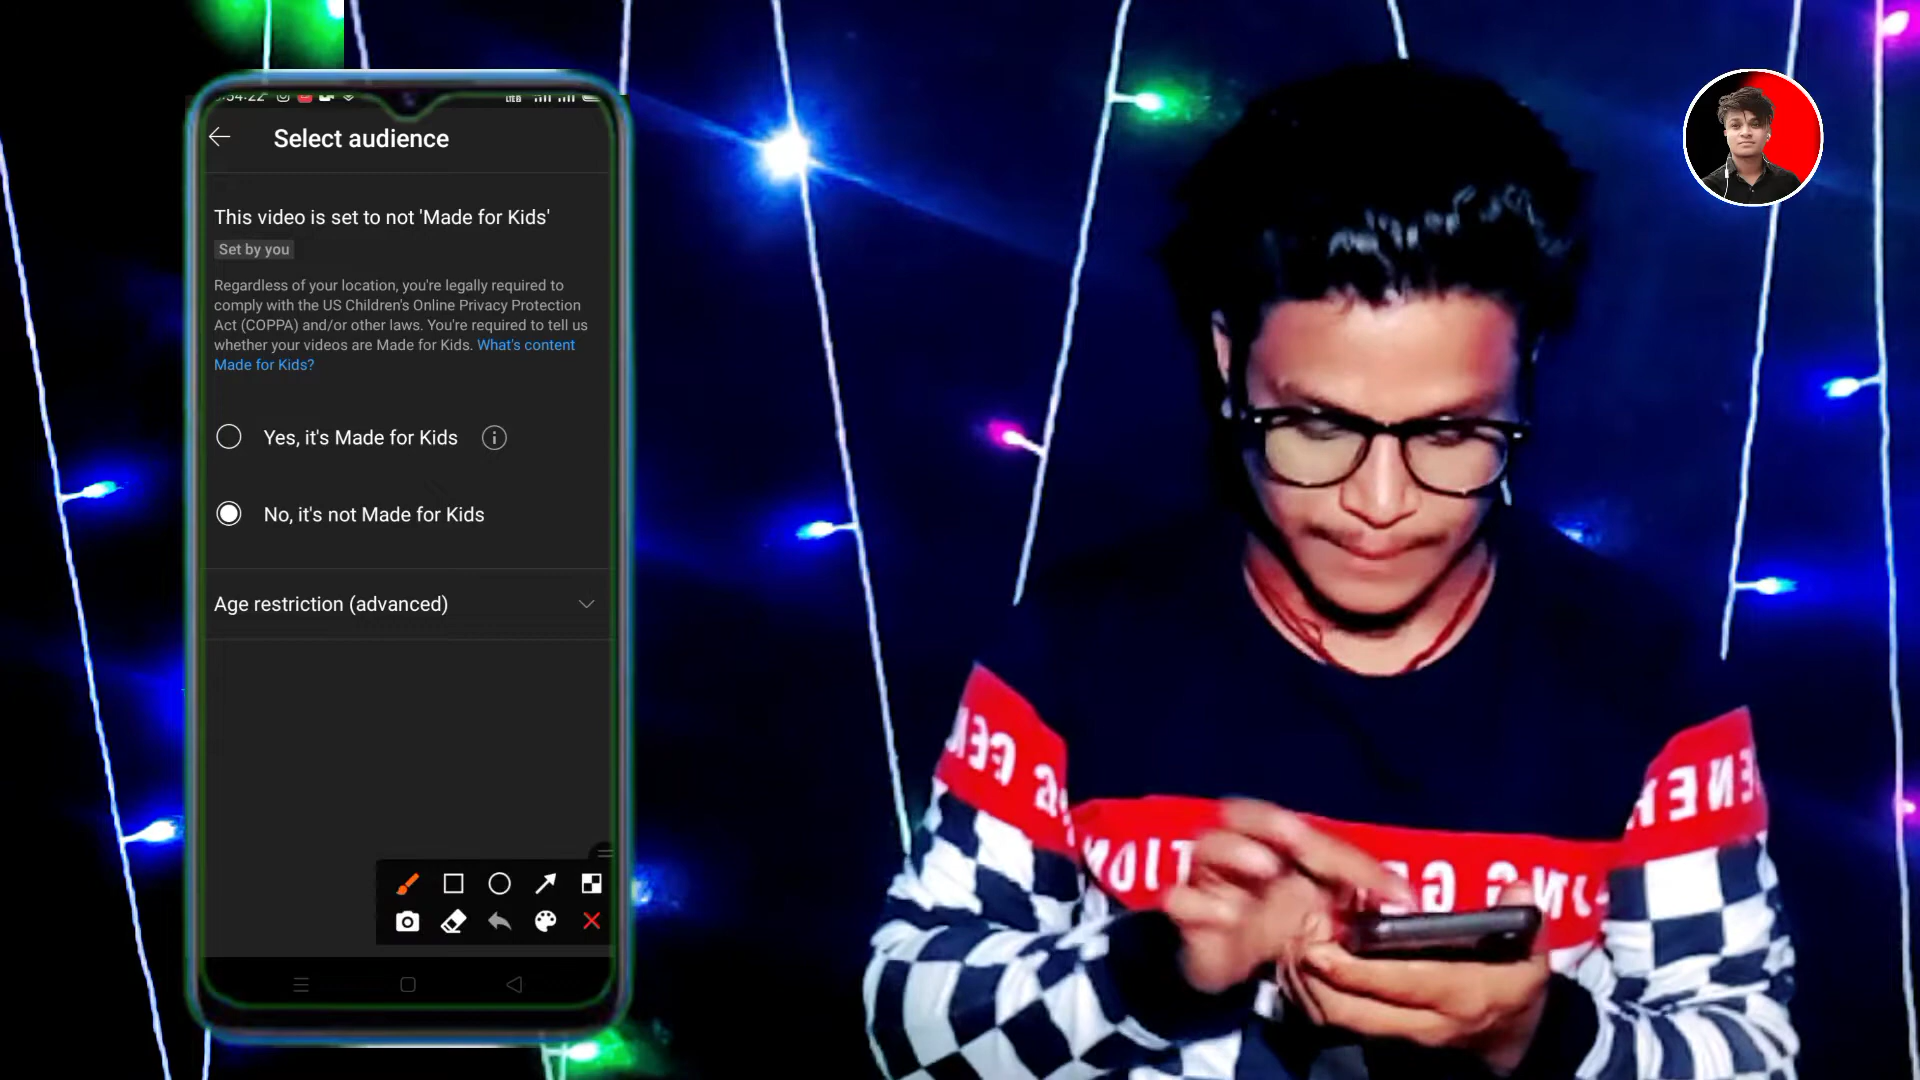 :54:22
Select audience
This video is set to not 'Made for Kids'
Set by you
Regardless of your location, you're legally required to
comply with the US Children's Online Privacy Protection
Act (COPPA) and/or other laws. You're required to tell us
whether your videos are Made for Kids. What's content
Made for Kids?
Yes, it's Made for Kids
No, it's not Made for Kids
Age restriction (advanced)